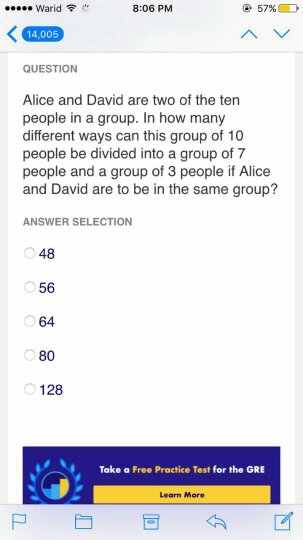 Warid 8:06 PM 57%
14,005
QUESTION
Alice and David are two of the ten
people in a group. In how many
different ways can this group of 10
people be divided into a group of 7
people and a group of 3 people if Alice
and David are to be in the same group?
ANSWER SELECTION
48
56
64
80
128
Take a Free Practice Test for the GRE
Learn More